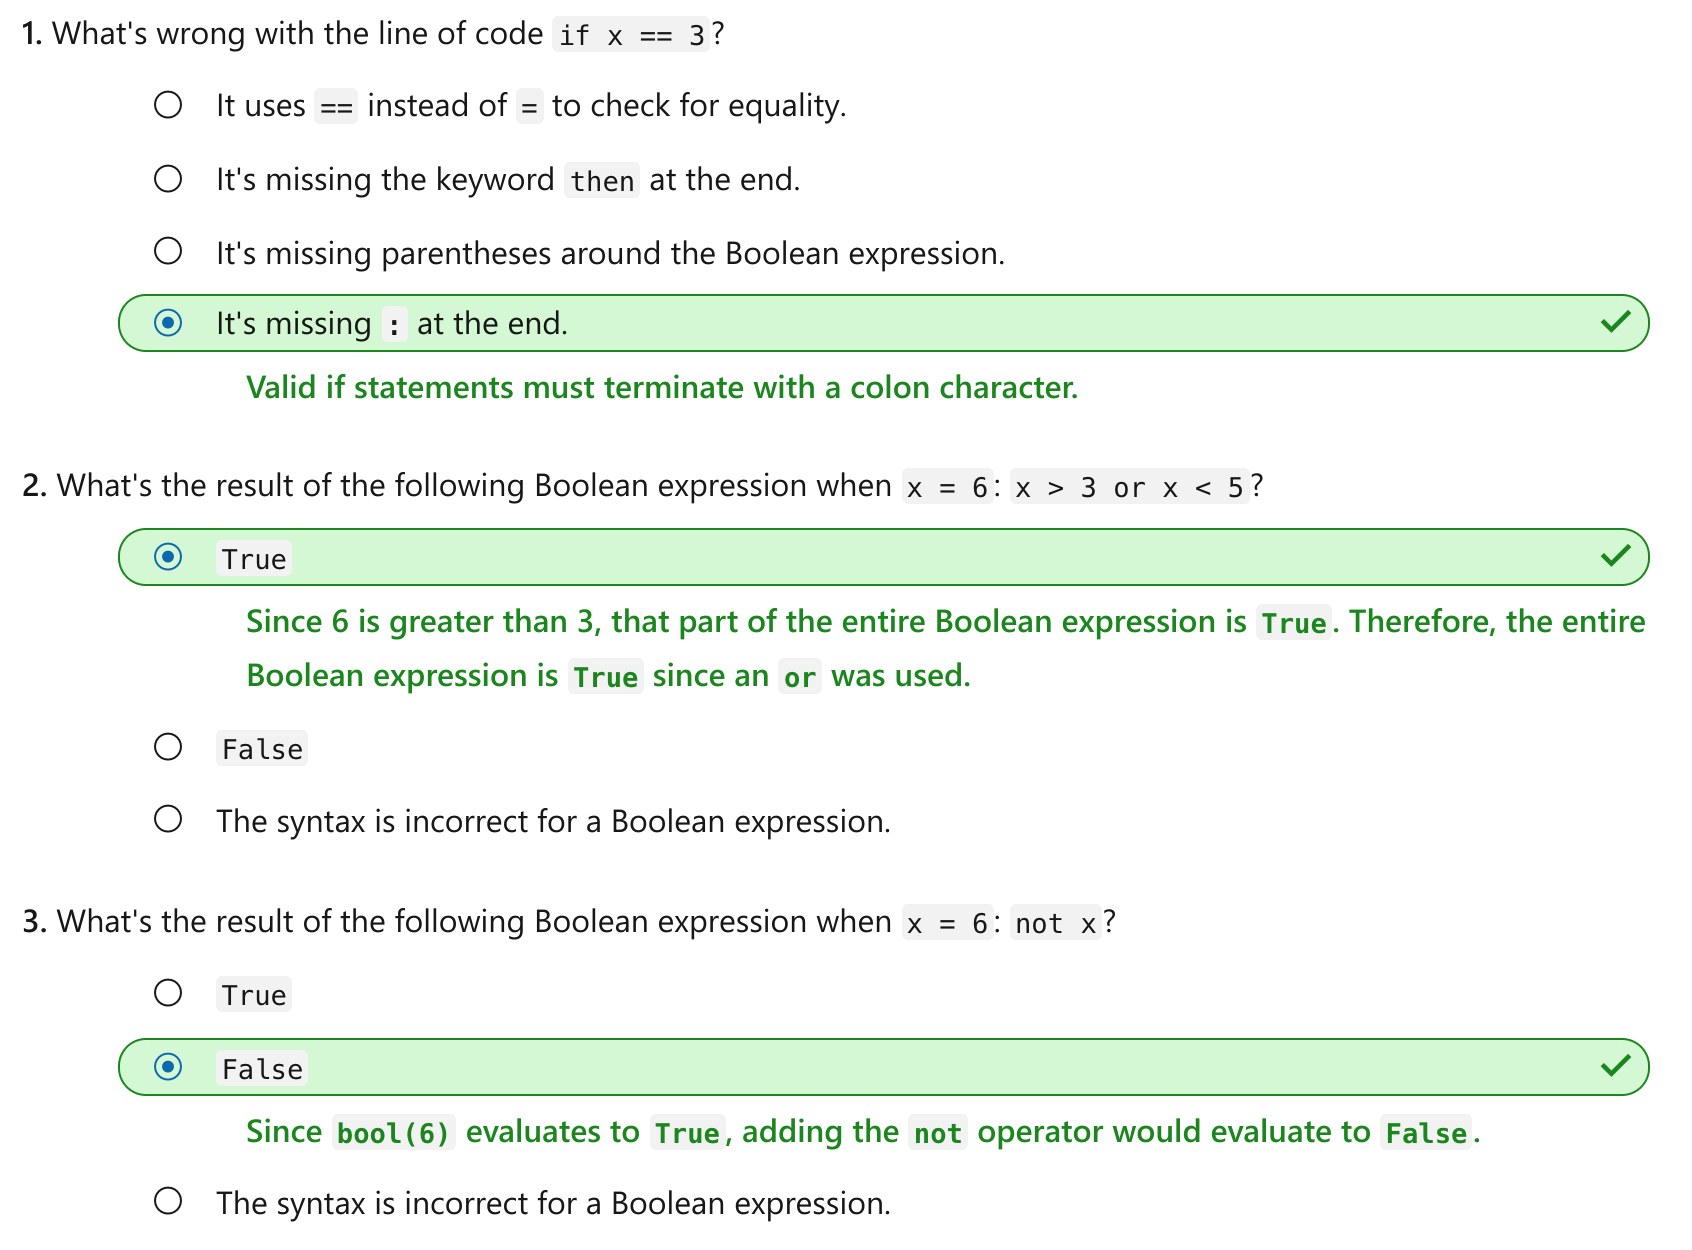 1. What's wrong with the line of code if x == 3?
It uses == instead of = to check for equality.
It's missing the keyword then at the end.
It's missing parentheses around the Boolean expression.
It's missing : at the end.
Valid if statements must terminate with a colon character.
2. What's the result of the following Boolean expression when x = 6: x > 3 or x < 5?
True
Since 6 is greater than 3, that part of the entire Boolean expression is True. Therefore, the entire
Boolean expression is True since an or was used.
False
The syntax is incorrect for a Boolean expression.
3. What's the result of the following Boolean expression when x = 6: not x?
True
False
Since bool(6) evaluates to True, adding the not operator would evaluate to False.
The syntax is incorrect for a Boolean expression.